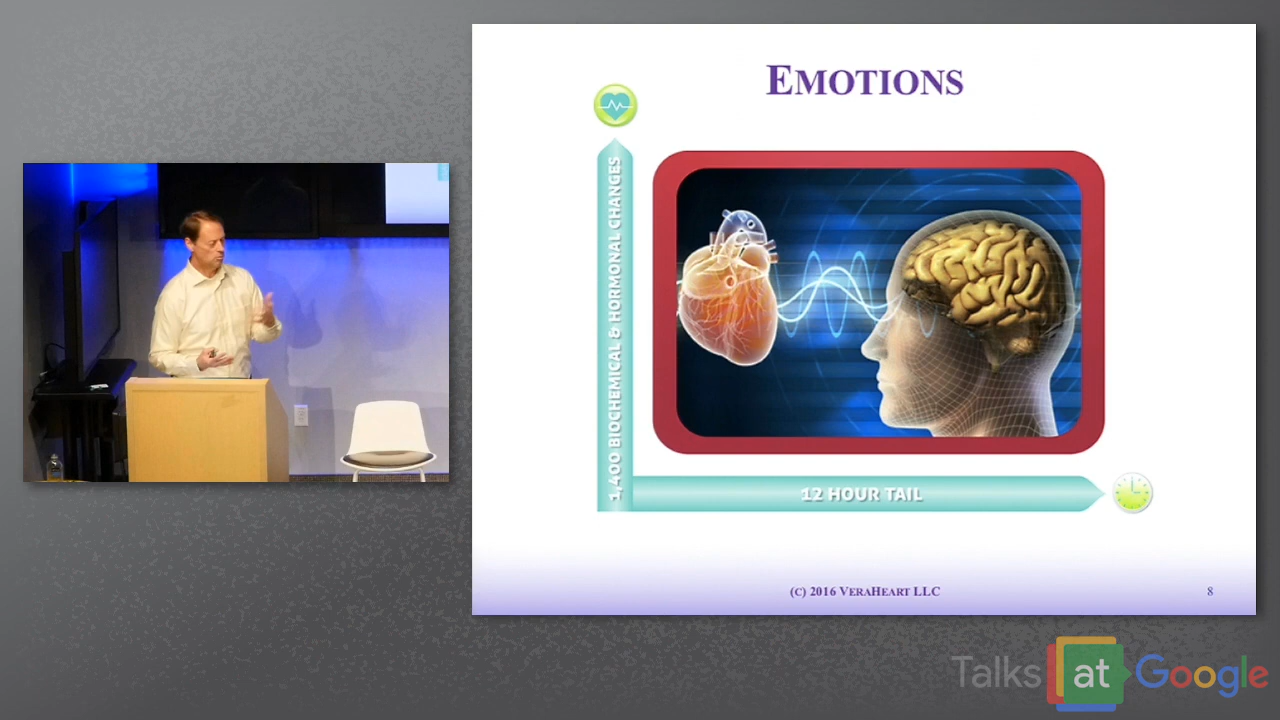 EMOTIONS
1,400 BIOCHEMICAL & HORMONAL CHANGES
12 HOUR TAIL
(C) 2016 VERAHEART LLC
8
Talks at Google